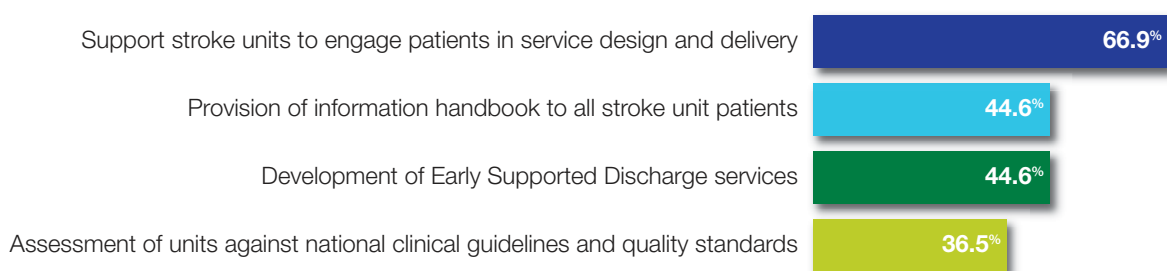 Support stroke units to engage patients in service design and delivery 66.9%
Provision of information handbook to all stroke unit patients 44.6%
Development of Early Supported Discharge services 44.6%
Assessment of units against national clinical guidelines and quality standards 36.5%